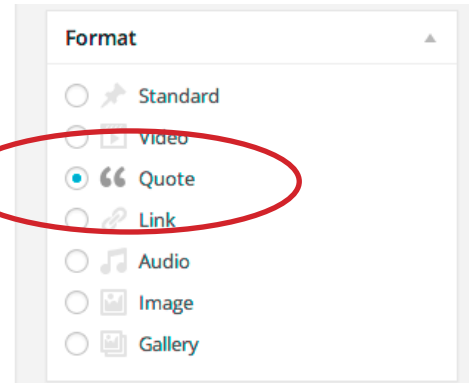 Format
Standard
Video
Quote
Link
Audio
Image
Gallery